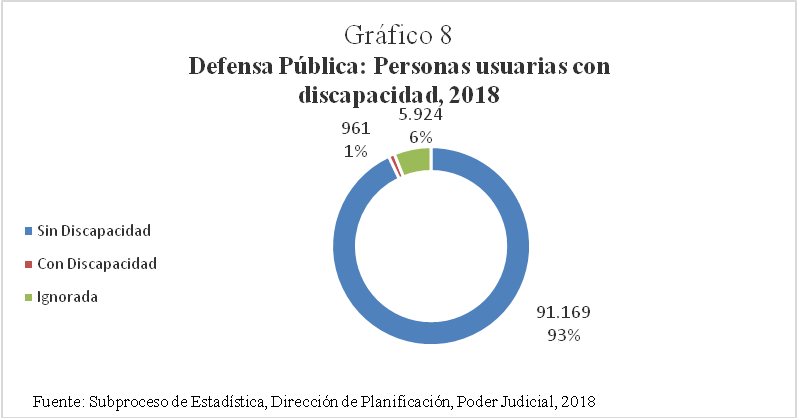 Gráfico 8
Defensa Pública: Personas usuarias con
discapacidad, 2018
961
1%
5.924
6%
Sin Discapacidad
Con Discapacidad
Ignorada
91.169
93%
Fuente: Subproceso de Estadística, Dirección de Planificación, Poder Judicial, 2018